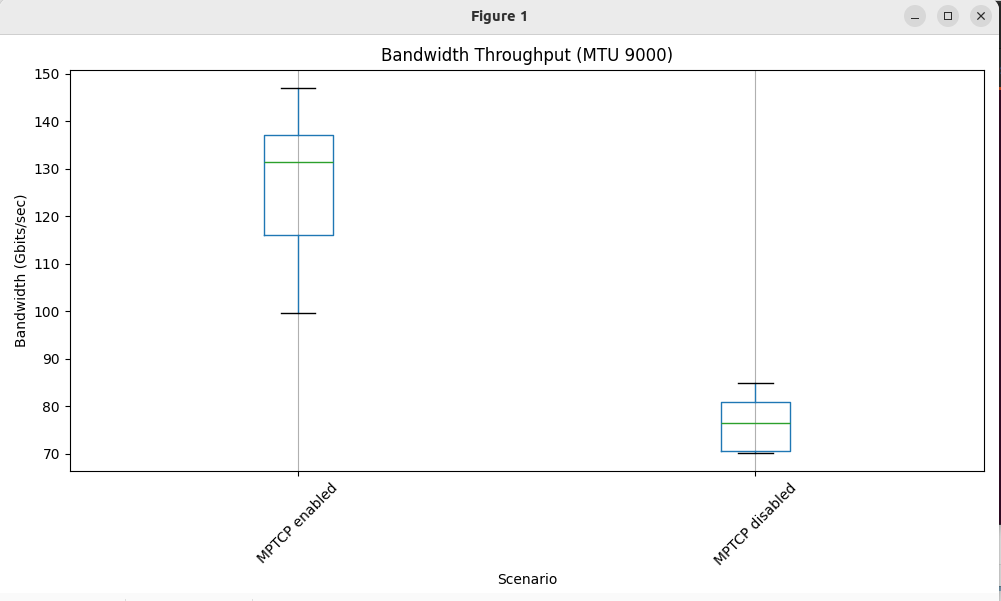 Figure 1
Bandwidth Throughput (MTU 9000)
150
140
130
120
110
100
90
80
70
Bandwidth (Gbits/sec)
MPTCP enabled
MPTCP disabled
Scenario